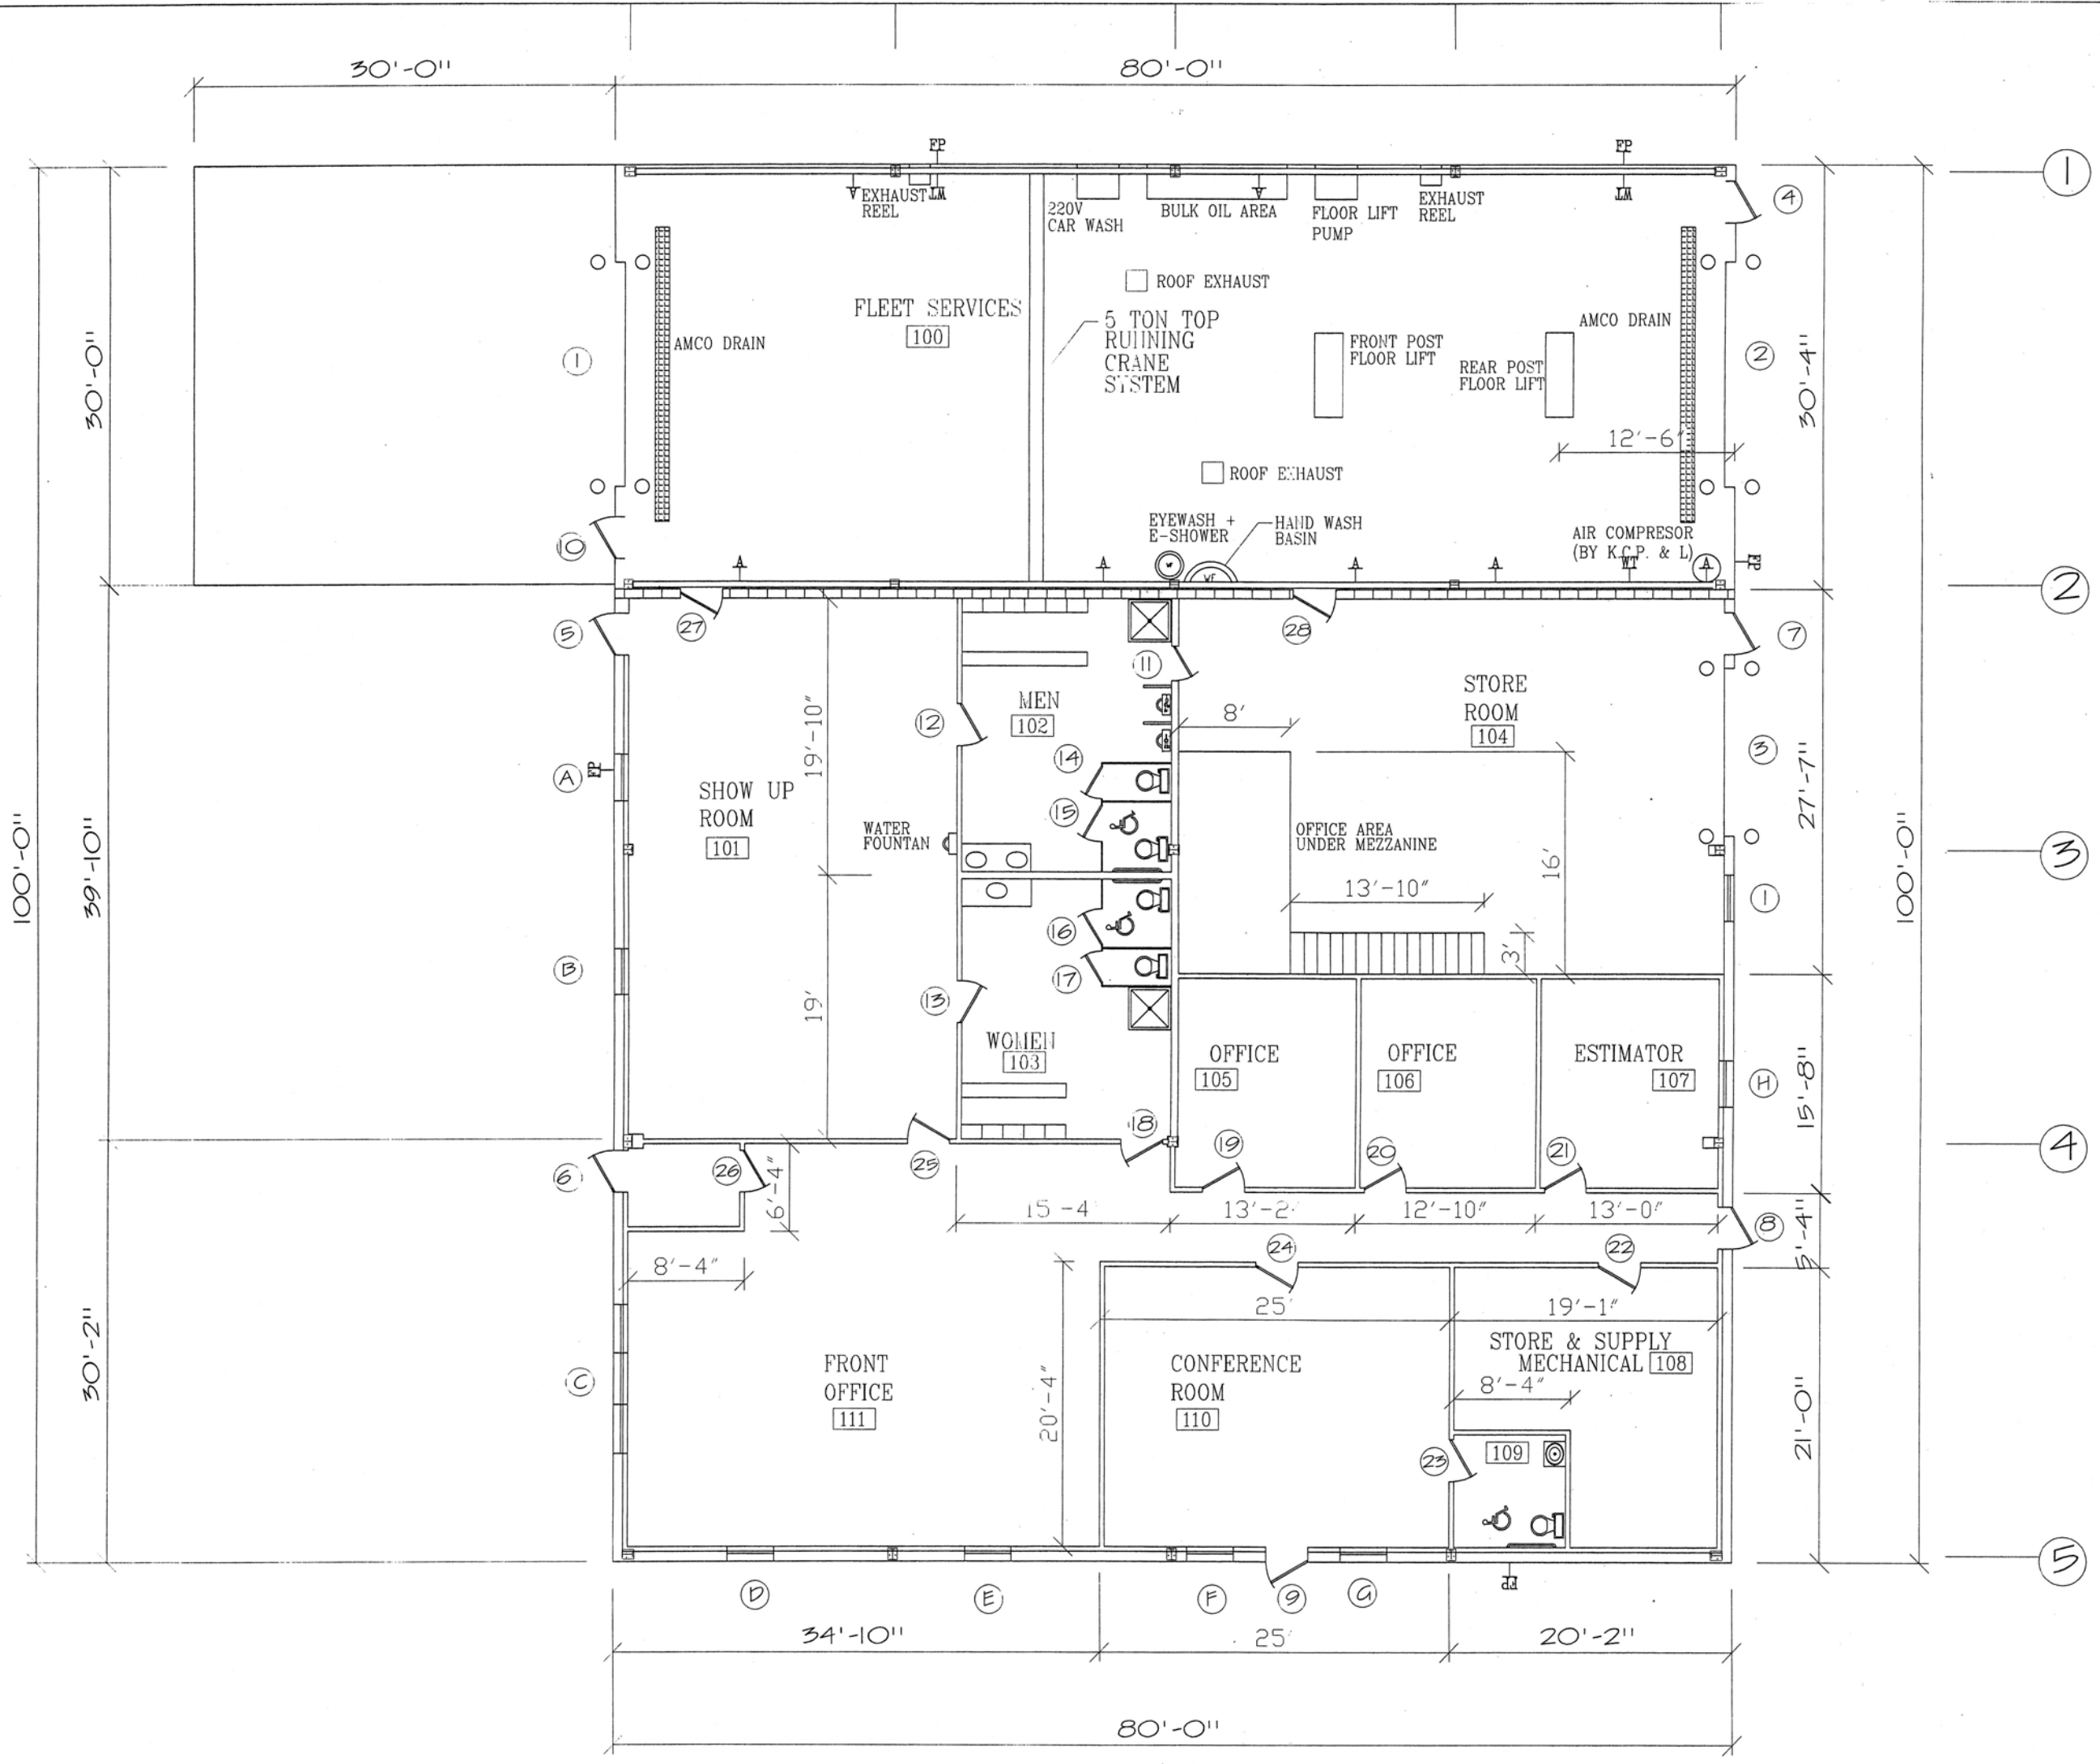 30'-0"
80'-0"
FP
FP
1
A
EXHAUST
REEL
WT
220V
CAR WASH
BULK OIL AREA
A
FLOOR LIFT
PUMP
EXHAUST
REEL
WT
4
ROOF EXHAUST
FLEET SERVICES
100
5 TON TOP
RUNNING
CRANE
SYSTEM
AMCO DRAIN
FRONT POST
FLOOR LIFT
REAR POST
FLOOR LIFT
AMCO DRAIN
1
2
30'-0"
30'-4"
12'-6"
ROOF EXHAUST
EYEWASH +
E-SHOWER
HAND WASH
BASIN
AIR COMPRESOR
(BY K.C.P. & L)
10
A
A
WF
WF
A
A
WT
A
FP
2
5
27
28
7
11
MEN
102
STORE
ROOM
104
8'
12
19'-10"
14
3
27'-7"
A
FP
SHOW UP
ROOM
101
15
WATER
FOUNTAN
OFFICE AREA
UNDER MEZZANINE
16'
3
100'-0"
39'-10"
100'-0"
13'-10"
I
16
3'
B
17
13
19'
WOMEN
103
OFFICE
105
OFFICE
106
ESTIMATOR
107
H
15'-8"
18
19
20
21
4
6
26
25
6'-4"
15 -4
13'-2
12'-10"
13'-0"
8
5'-4"
8'-4"
24
22
25'
19'-1"
STORE & SUPPLY
MECHANICAL 108
8'-4"
30'-2"
C
FRONT
OFFICE
111
20'-4"
CONFERENCE
ROOM
110
23
109
21'-0"
5
D
E
F
9
G
FP
34'-10"
25'
20'-2"
80'-0"